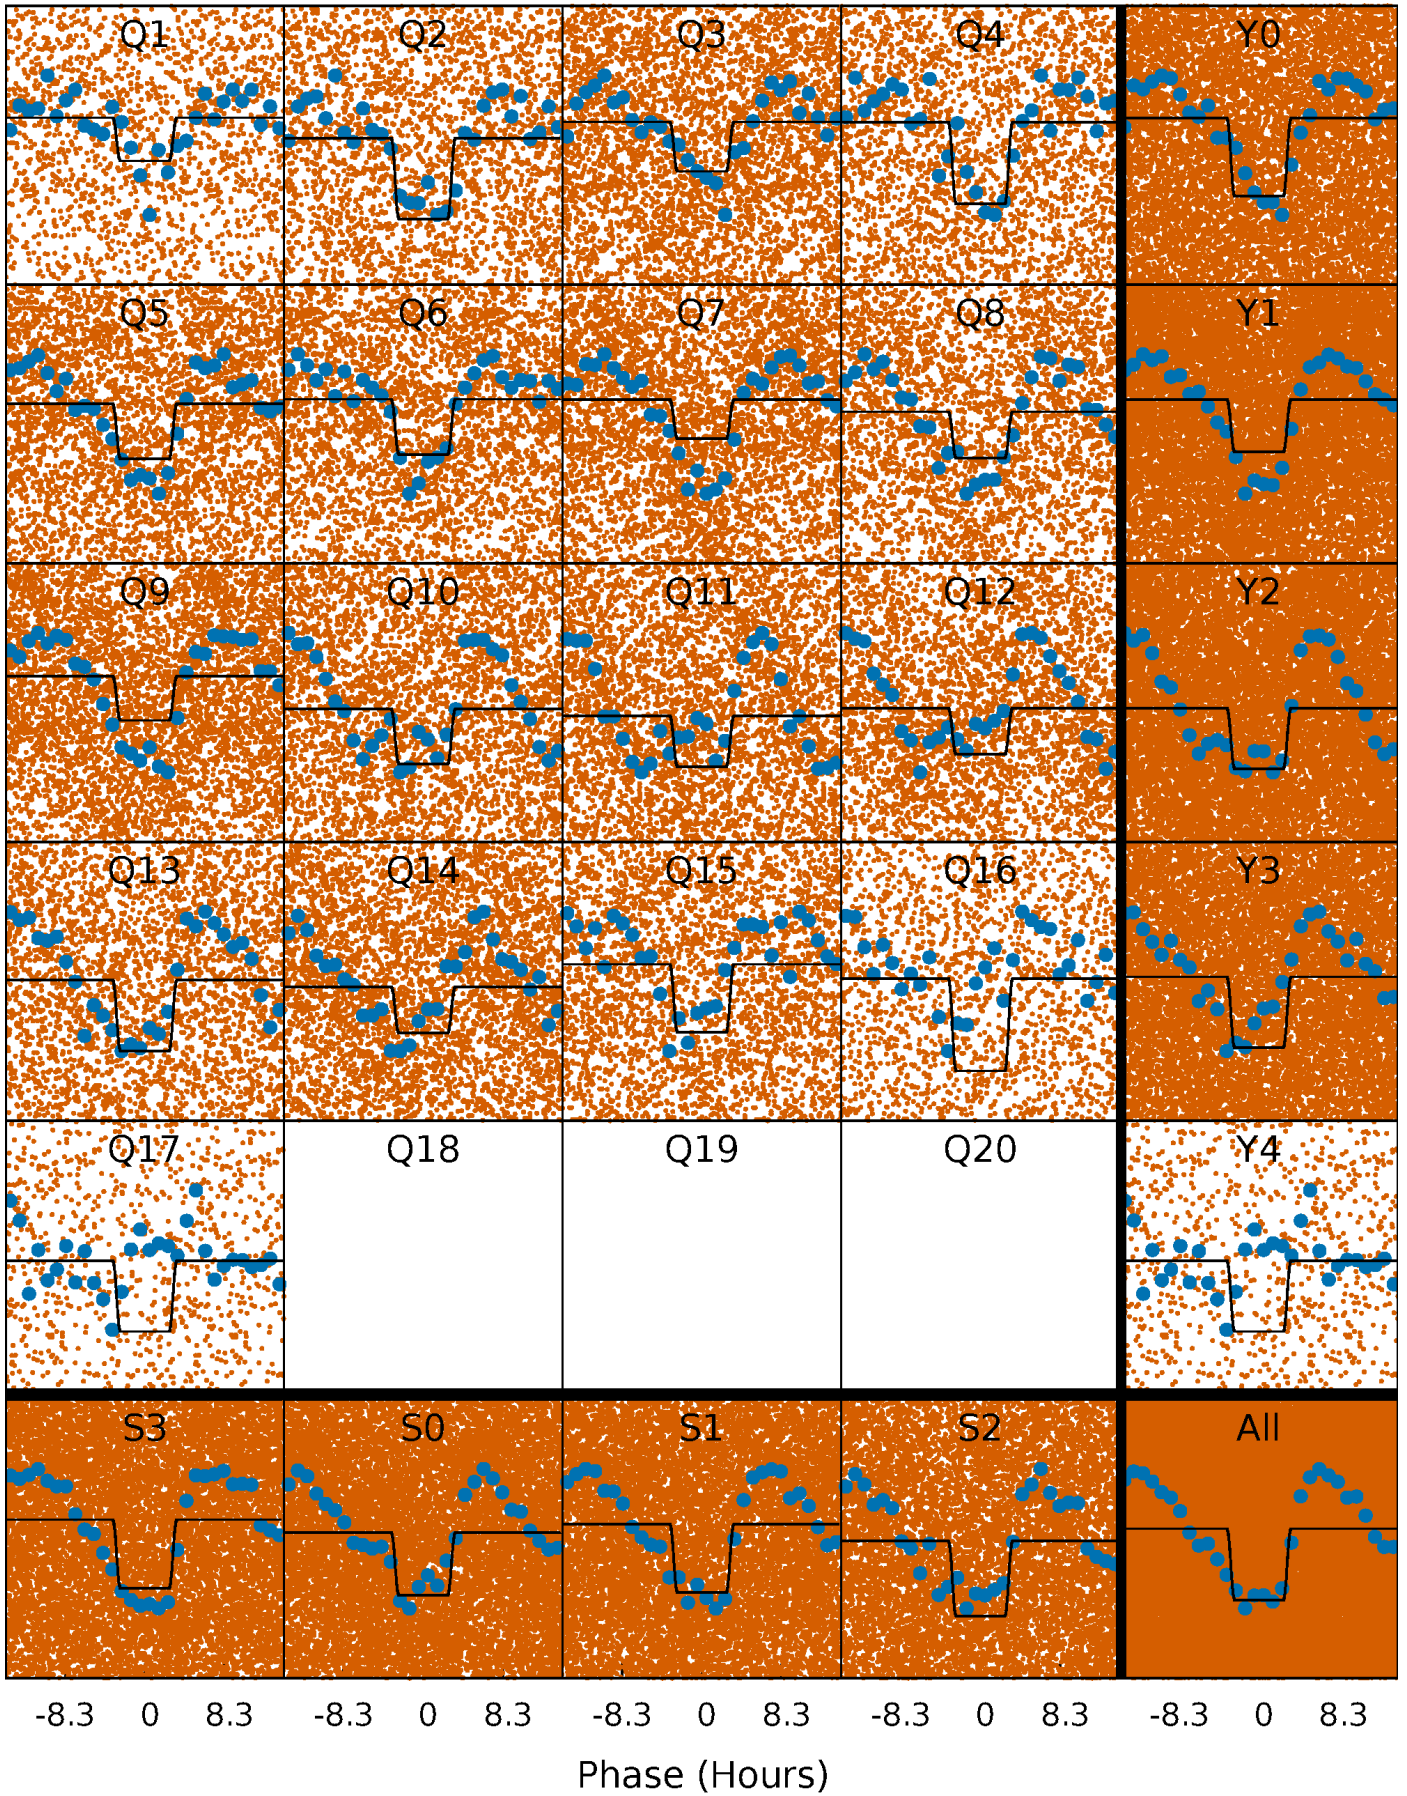 Q1 Q2 Q3 Q4 Y0
Q5 Q6 Q7 Q8 Y1
Q9 Q10 Q11 Q12 Y2
Q13 Q14 Q15 Q16 Y3
Q17 Q18 Q19 Q20 Y4
S3 S0 S1 S2 All
-8.3 0 8.3 -8.3 0 8.3 -8.3 0 8.3 -8.3 0 8.3 -8.3 0 8.3
Phase (Hours)